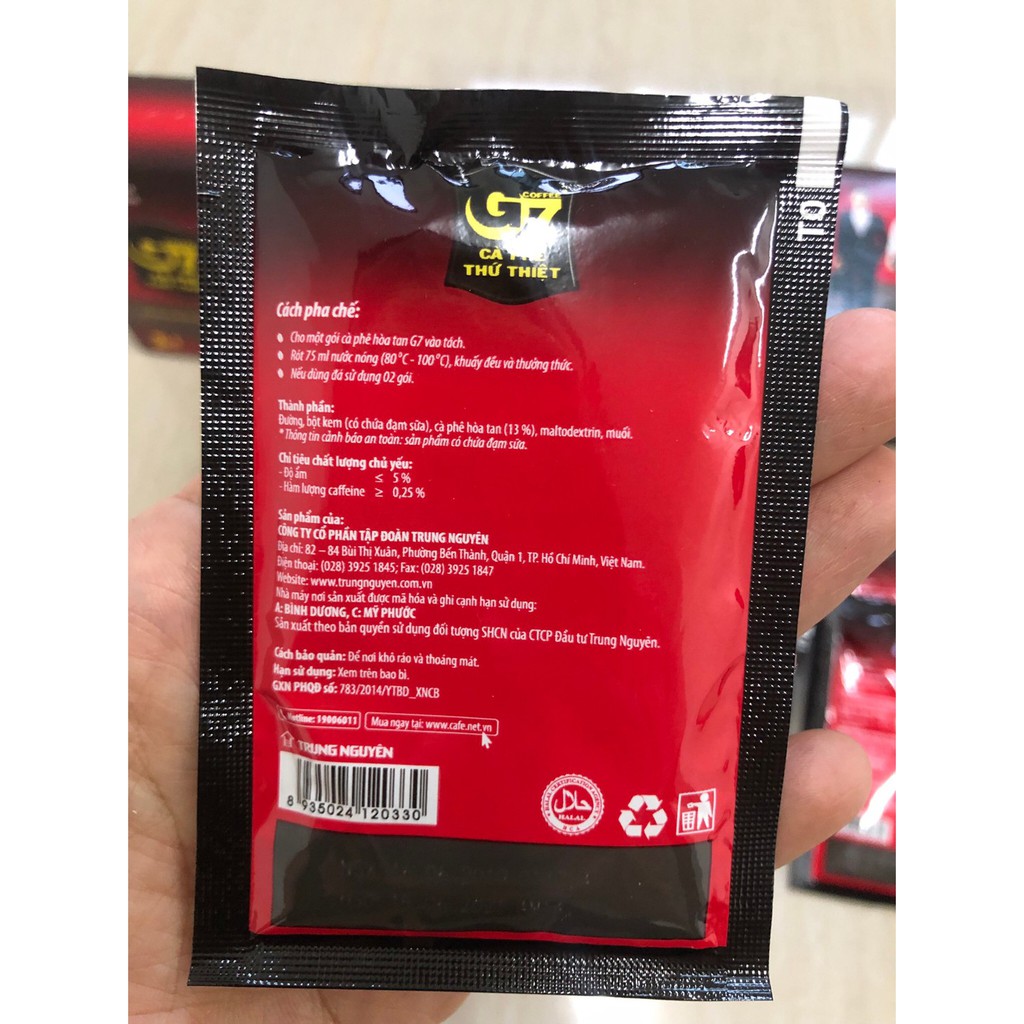 TQ
COFFEE
G7
CÀ PHÊ
THỨ THIỆT
Cách pha chế:
Cho một gói cà phê hòa tan G7 vào tách.
Rót 75 ml nước nóng (80°C - 100°C), khuấy đều và thưởng thức.
Nếu dùng đá sử dụng 02 gói.
Thành phần:
Đường, bột kem (có chứa đạm sữa), cà phê hòa tan (13 %), maltodextrin, muối.
* Thông tin cảnh báo an toàn: sản phẩm có chứa đạm sữa.
Chỉ tiêu chất lượng chủ yếu:
- Độ ẩm ≤ 5 %
- Hàm lượng caffeine ≥ 0,25 %
Sản phẩm của:
CÔNG TY CỔ PHẦN TẬP ĐOÀN TRUNG NGUYÊN
Địa chỉ: 82 – 84 Bùi Thị Xuân, Phường Bến Thành, Quận 1, TP. Hồ Chí Minh, Việt Nam.
Điện thoại: (028) 3925 1845; Fax: (028) 3925 1847
Website: www.trungnguyen.com.vn
Nhà máy nơi sản xuất được mã hóa và ghi cạnh hạn sử dụng:
A: BÌNH DƯƠNG, C: MỸ PHƯỚC
Sản xuất theo bản quyền sử dụng đối tượng SHCN của CTCP Đầu tư Trung Nguyên.
Cách bảo quản: Để nơi khô ráo và thoáng mát.
Hạn sử dụng: Xem trên bao bì.
GXN PHQĐ số: 783/2014/YTBD_XNCB
Hotline: 19006011 Mua ngay tại: www.cafe.net.vn
TRUNG NGUYÊN
8 935024 120330
حلال
HALAL